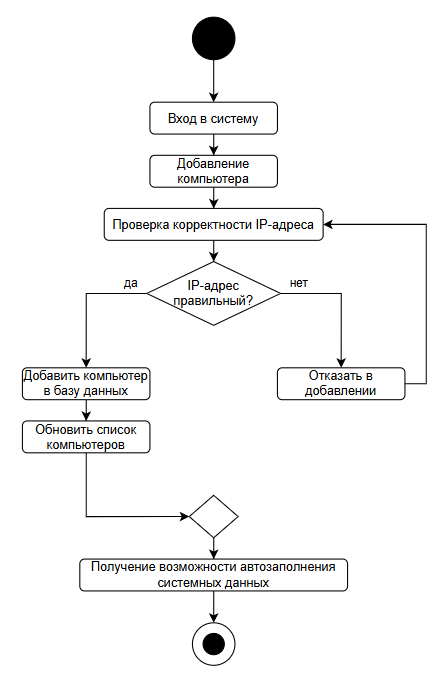 Вход в систему
Добавление
компьютера
Проверка корректности IP-адреса
IP-адрес
правильный?
да
нет
Добавить компьютер
в базу данных
Отказать в
добавлении
Обновить список
компьютеров
Получение возможности автозаполнения
системных данных